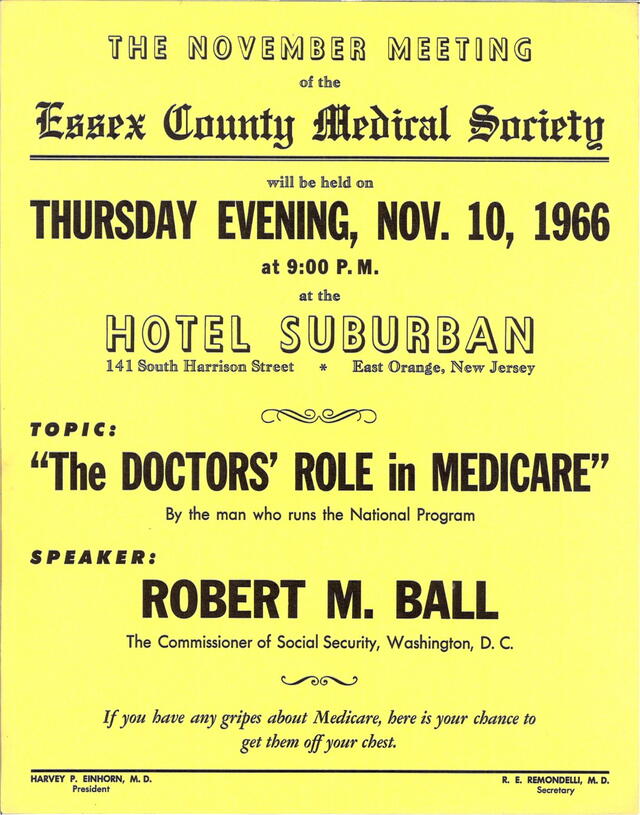 THE NOVEMBER MEETING
of the
Essex County Medical Society
will be held on
THURSDAY EVENING, NOV. 10, 1966
at 9:00 P. M.
at the
HOTEL SUBURBAN
141 South Harrison Street * East Orange, New Jersey
TOPIC:
"The DOCTORS' ROLE in MEDICARE"
By the man who runs the National Program
SPEAKER:
ROBERT M. BALL
The Commissioner of Social Security, Washington, D. C.
If you have any gripes about Medicare, here is your chance to
get them off your chest.
HARVEY P. EINHORN, M. D. R. E. REMONDELLI, M. D.
President Secretary